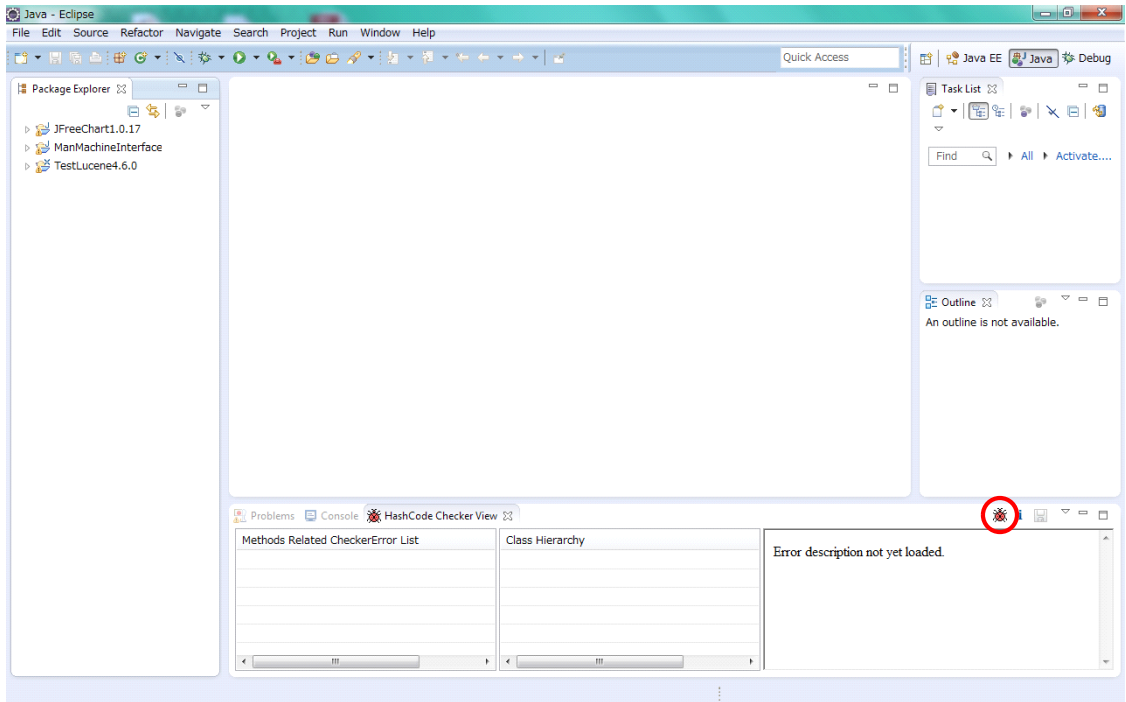 Java - Eclipse
File Edit Source Refactor Navigate Search Project Run Window Help
Quick Access
Java EE
Java
Debug
Package Explorer
JFreeChart1.0.17
ManMachineInterface
TestLucene4.6.0
Task List
Find
All
Activate....
Outline
An outline is not available.
Problems
Console
HashCode Checker View
Methods Related CheckerError List
Class Hierarchy
Error description not yet loaded.